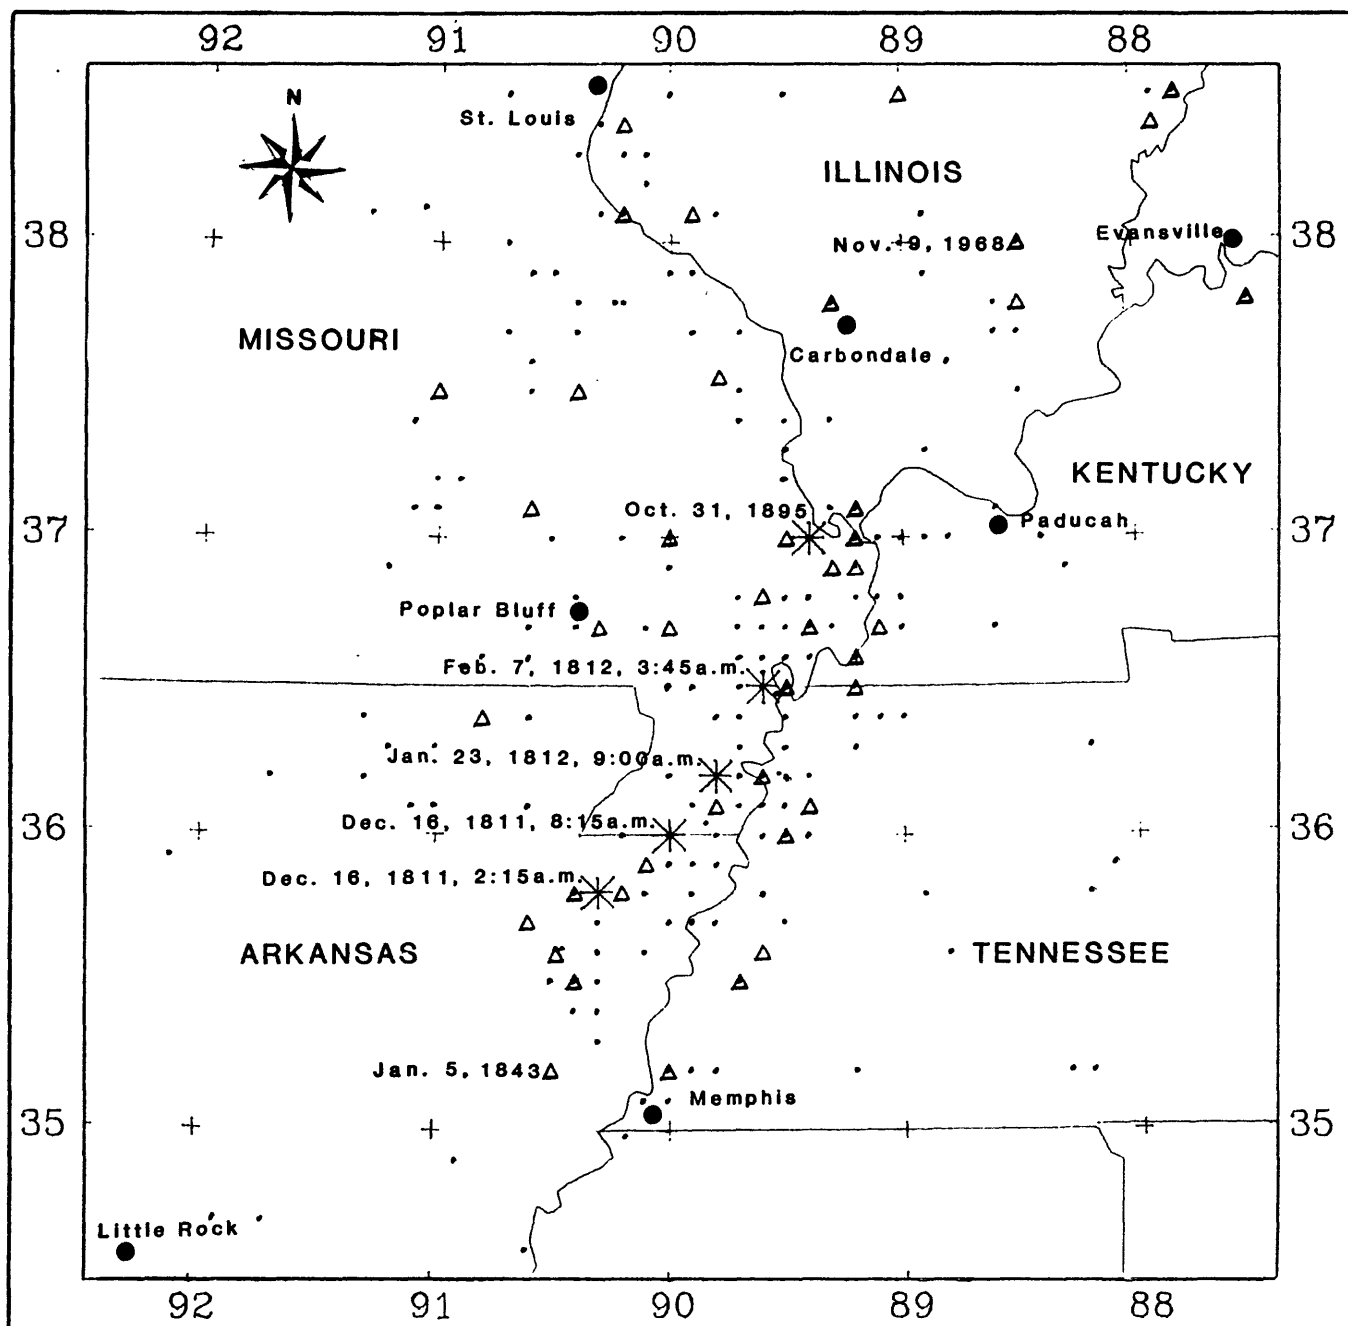 92 91 90 89 88
N
St. Louis
ILLINOIS
38 Nov. 9, 1968 Evansville 38
MISSOURI
Carbondale
KENTUCKY
Oct. 31, 1895
37 Paducah 37
Poplar Bluff
Feb. 7, 1812, 3:45a.m.
Jan. 23, 1812, 9:00a.m.
36 Dec. 16, 1811, 8:15a.m. 36
Dec. 16, 1811, 2:15a.m.
ARKANSAS TENNESSEE
Jan. 5, 1843
Memphis
35 35
Little Rock
92 91 90 89 88